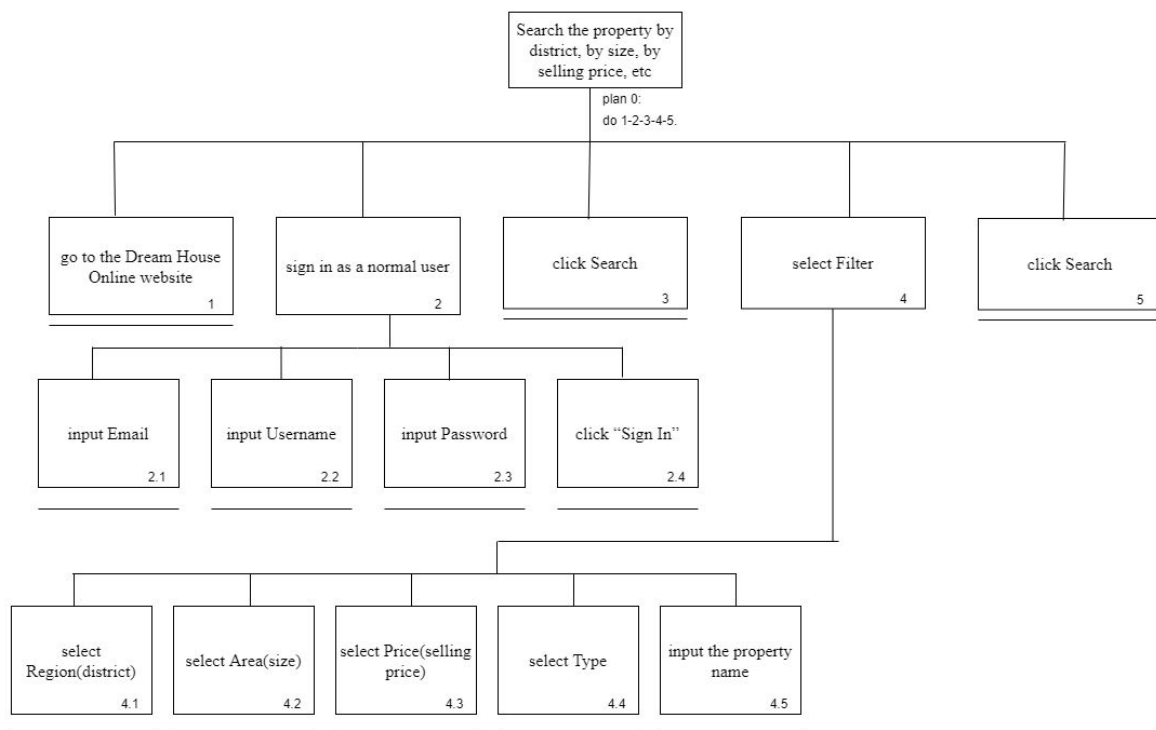 Search the property by
district, by size, by
selling price, etc
plan 0:
do 1-2-3-4-5.
go to the Dream House
Online website
1
sign in as a normal user
2
click Search
3
select Filter
4
click Search
5
input Email
2.1
input Username
2.2
input Password
2.3
click “Sign In”
2.4
select
Region(district)
4.1
select Area(size)
4.2
select Price(selling
price)
4.3
select Type
4.4
input the property
name
4.5